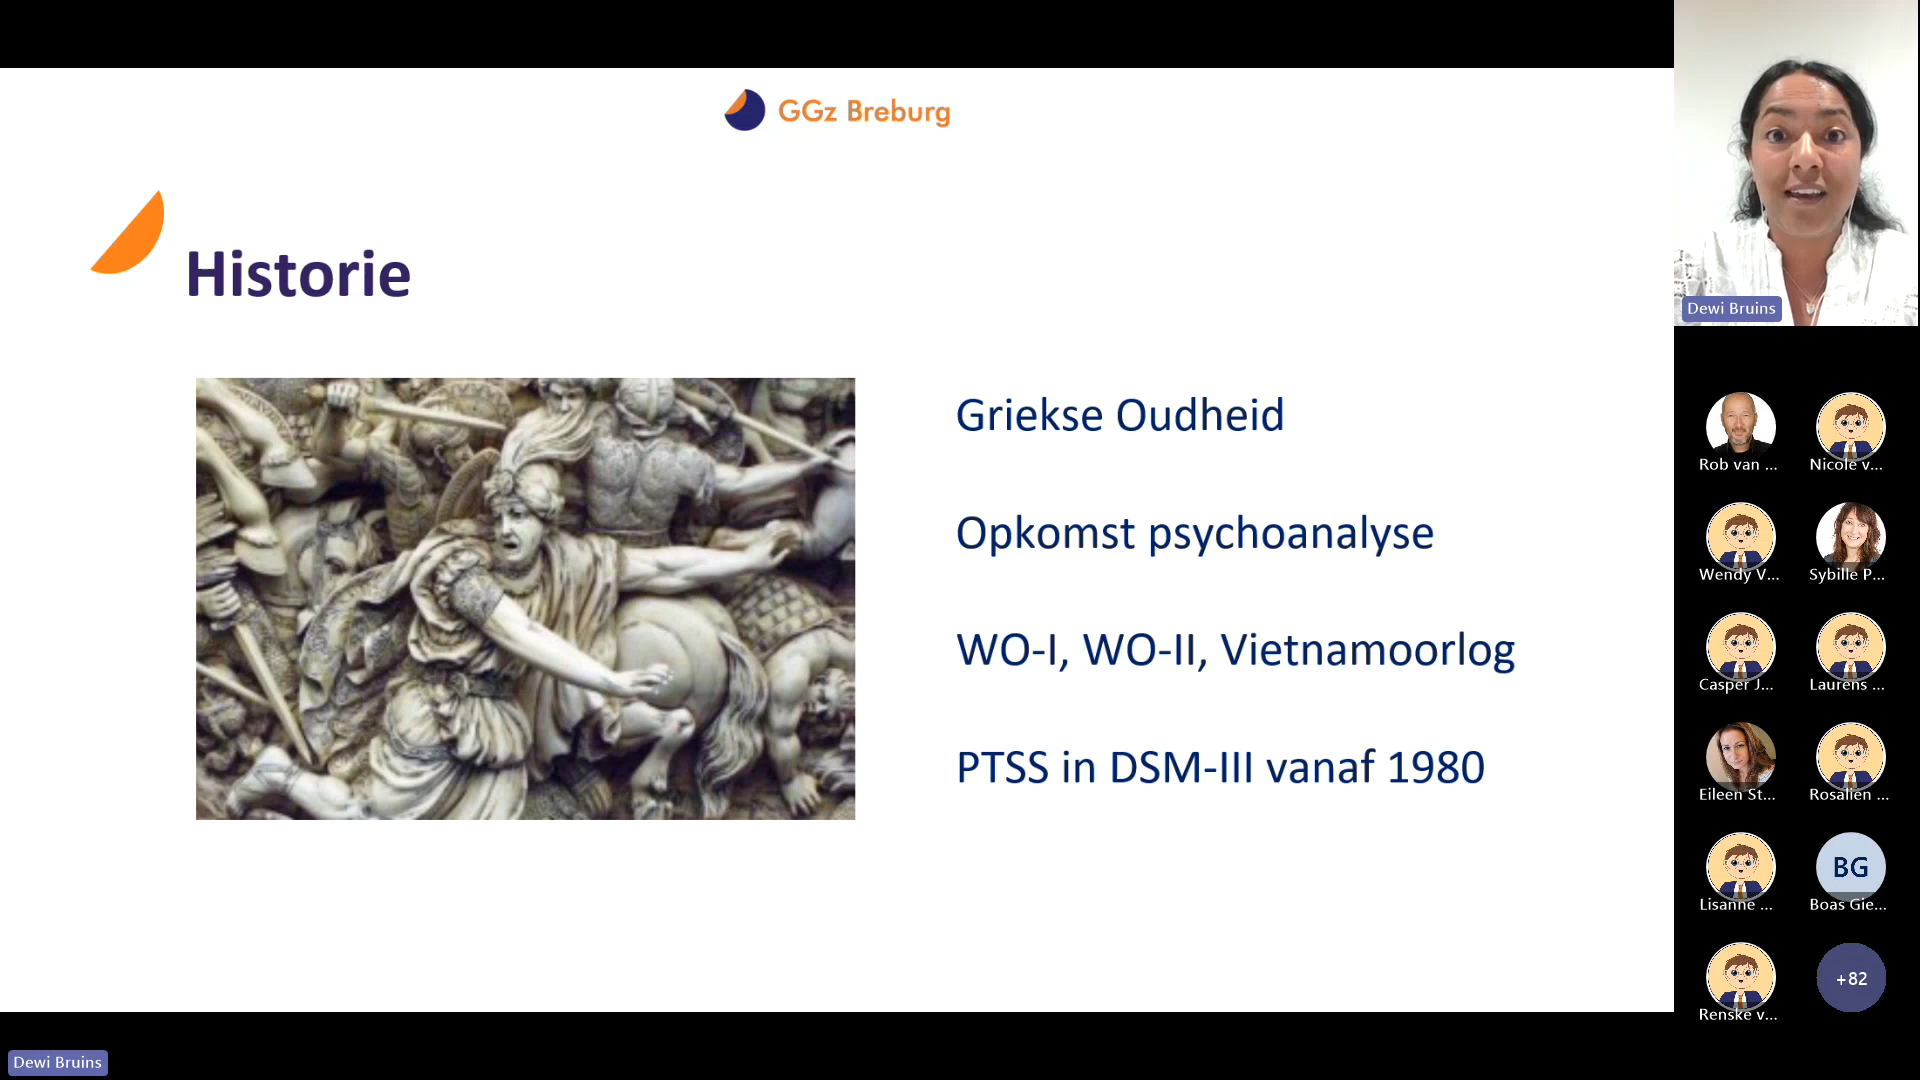 GGz Breburg
Historie
Griekse Oudheid
Opkomst psychoanalyse
WO-I, WO-II, Vietnamoorlog
PTSS in DSM-III vanaf 1980
Dewi Bruins
Rob van ...
Nicole v...
Wendy V...
Sybille P...
Casper J...
Laurens ...
Eileen St...
Rosalien ...
Lisanne ...
BG
Boas Gie...
Renske v...
+82
Dewi Bruins